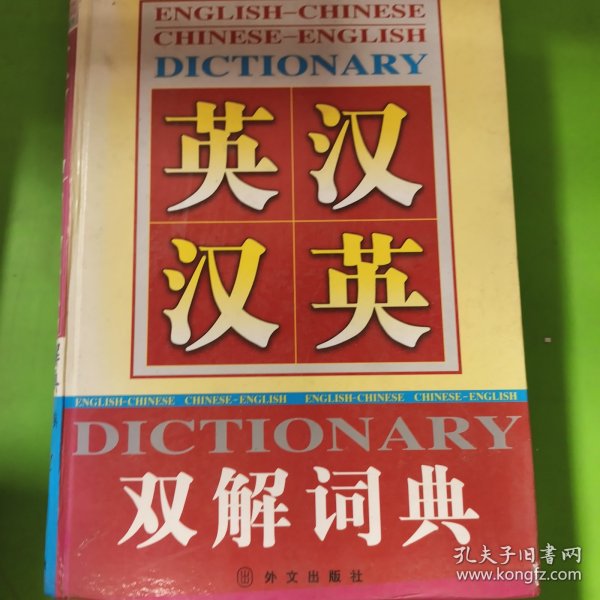 ENGLISH-CHINESE
CHINESE-ENGLISH
DICTIONARY
英汉
汉英
ENGLISH-CHINESE CHINESE-ENGLISH ENGLISH-CHINESE CHINESE-ENGLISH
DICTIONARY
双解词典
外文出版社
孔夫子旧书网
www.kongfz.com